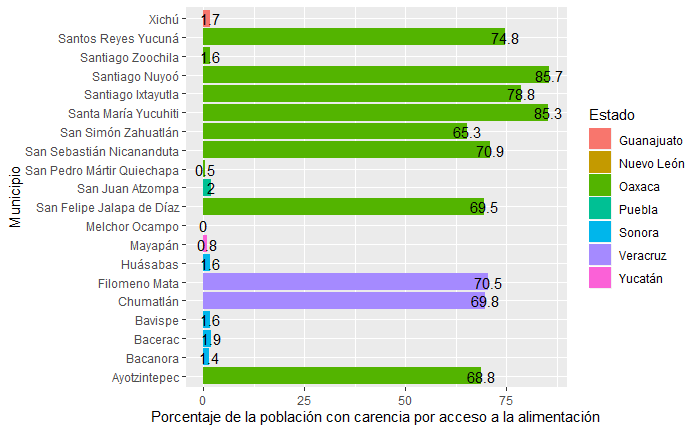 Xichú 1.7
Santos Reyes Yucuná 74.8
Santiago Zoochila 1.6
Santiago Nuyoó 85.7
Santiago Ixtayutla 78.8
Santa María Yucuhiti 85.3
San Simón Zahuatlán 65.3
San Sebastián Nicananduta 70.9
San Pedro Mártir Quiechapa 0.5
San Juan Atzompa 2
San Felipe Jalapa de Díaz 69.5
Melchor Ocampo 0
Mayapán 0.8
Huásabas 1.6
Filomeno Mata 70.5
Chumatlán 69.8
Bavispe 1.6
Bacerac 1.9
Bacanora 1.4
Ayotzintepec 68.8
0 25 50 75
Porcentaje de la población con carencia por acceso a la alimentación
Municipio
Estado
Guanajuato
Nuevo León
Oaxaca
Puebla
Sonora
Veracruz
Yucatán